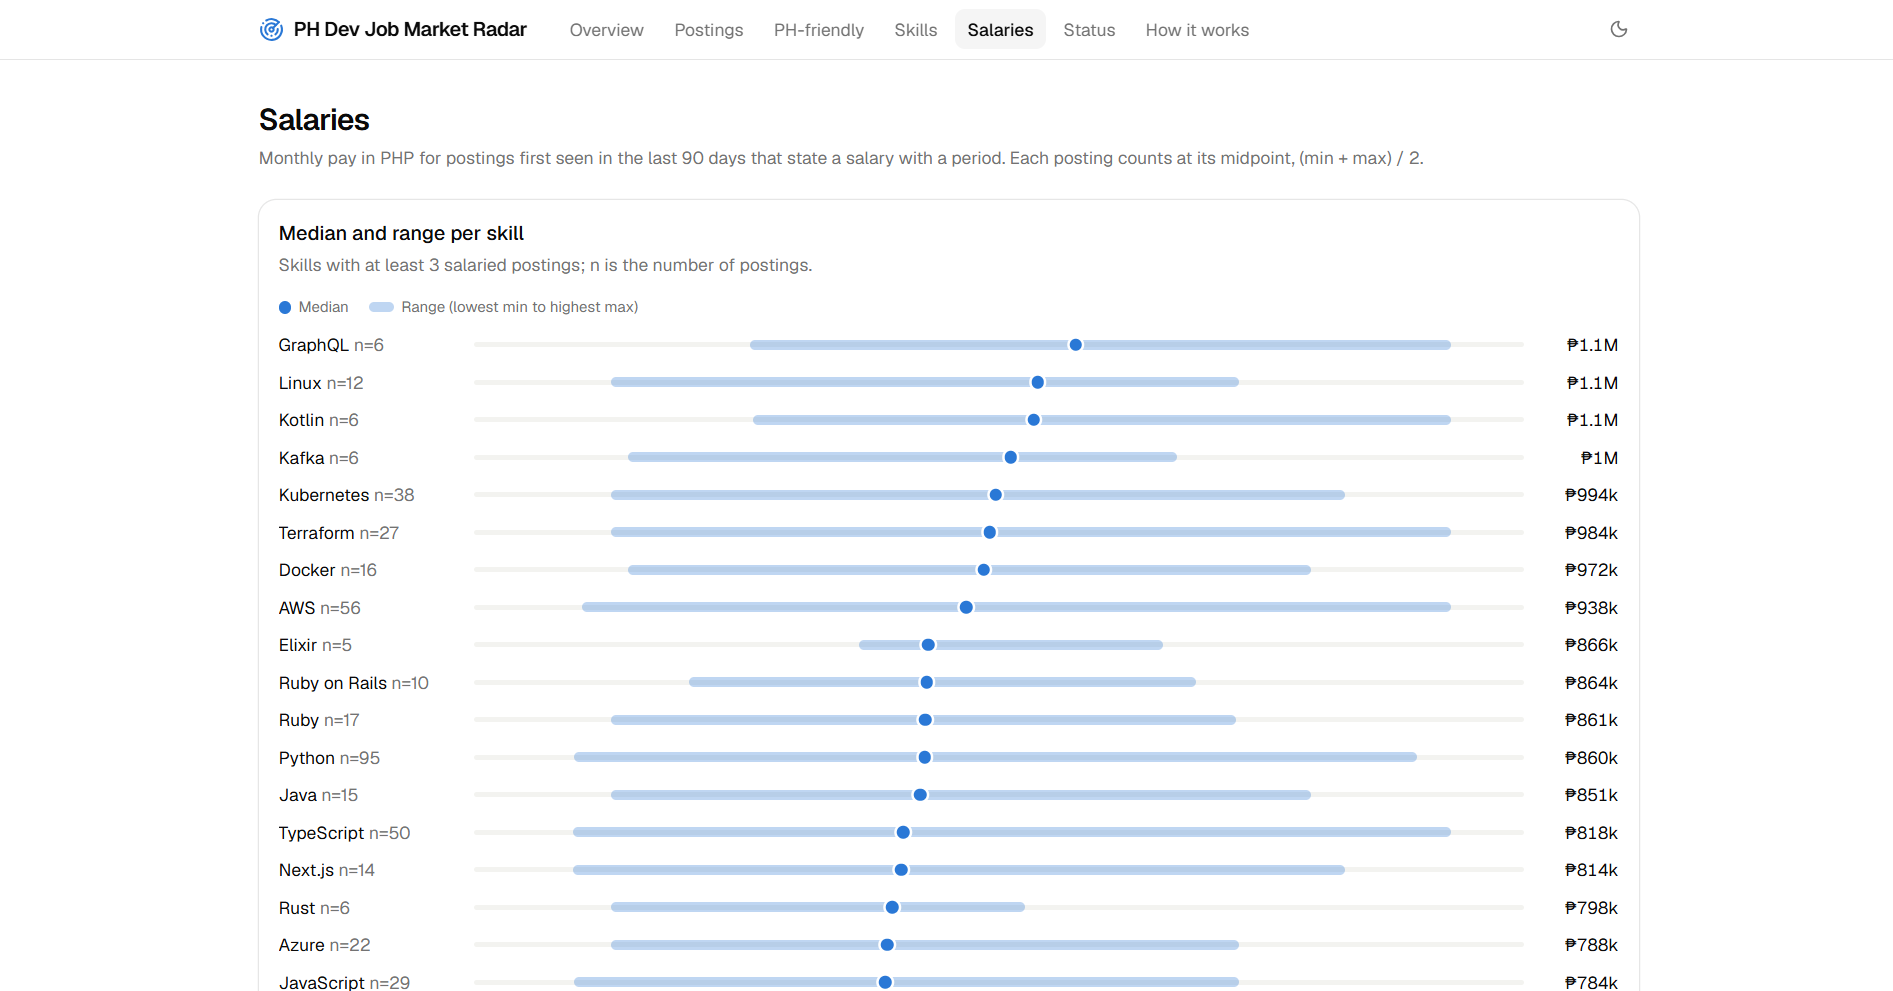 PH Dev Job Market Radar Overview Postings PH-friendly Skills Salaries Status How it works
Salaries
Monthly pay in PHP for postings first seen in the last 90 days that state a salary with a period. Each posting counts at its midpoint, (min + max) / 2.
Median and range per skill
Skills with at least 3 salaried postings; n is the number of postings.
Median Range (lowest min to highest max)
GraphQL n=6 ₱1.1M
Linux n=12 ₱1.1M
Kotlin n=6 ₱1.1M
Kafka n=6 ₱1M
Kubernetes n=38 ₱994k
Terraform n=27 ₱984k
Docker n=16 ₱972k
AWS n=56 ₱938k
Elixir n=5 ₱866k
Ruby on Rails n=10 ₱864k
Ruby n=17 ₱861k
Python n=95 ₱860k
Java n=15 ₱851k
TypeScript n=50 ₱818k
Next.js n=14 ₱814k
Rust n=6 ₱798k
Azure n=22 ₱788k
JavaScript n=29 ₱784k